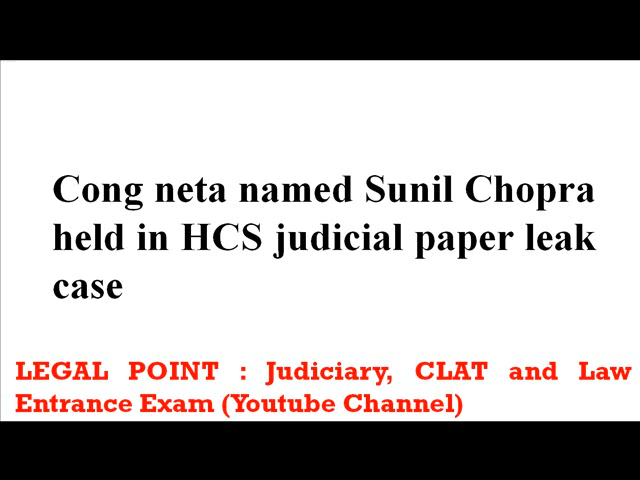 Cong neta named Sunil Chopra
held in HCS judicial paper leak
case
LEGAL POINT : Judiciary, CLAT and Law
Entrance Exam (Youtube Channel)